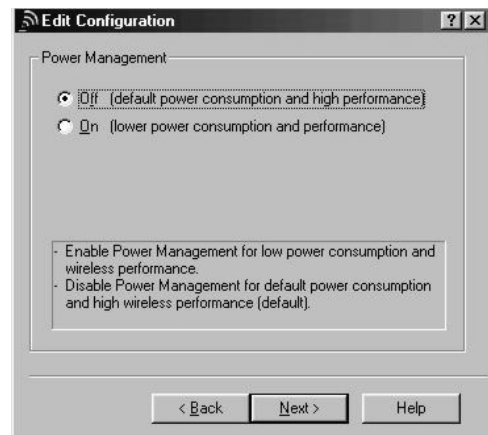 Edit Configuration
Power Management
Off (default power consumption and high performance)
On (lower power consumption and performance)
- Enable Power Management for low power consumption and
wireless performance.
- Disable Power Management for default power consumption
and high wireless performance (default).
< Back
Next >
Help